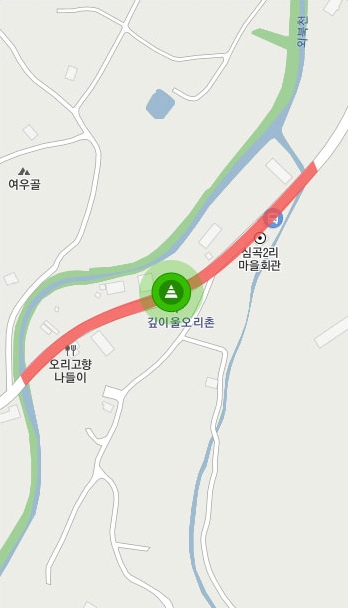 외북천
여우골
심곡2리
마을회관
깊이울오리촌
오리고향
나들이